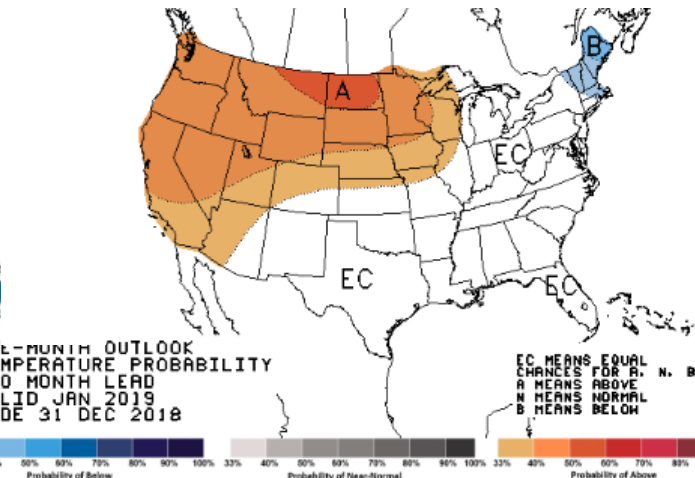 A
B
EC
EC
EC
E-MONTH OUTLOOK
MPERATURE PROBABILITY
O MONTH LEAD
LID JAN 2019
DE 31 DEC 2018
EC MEANS EQUAL
CHANCES FOR A, N, B
A MEANS ABOVE
N MEANS NORMAL
B MEANS BELOW
% 50% 60% 70% 80% 90% 100% 33% 40% 50% 60% 70% 80% 90% 100% 33% 40% 50% 60% 70% 80%
Probability of Below Probability of Near-Normal Probability of Above